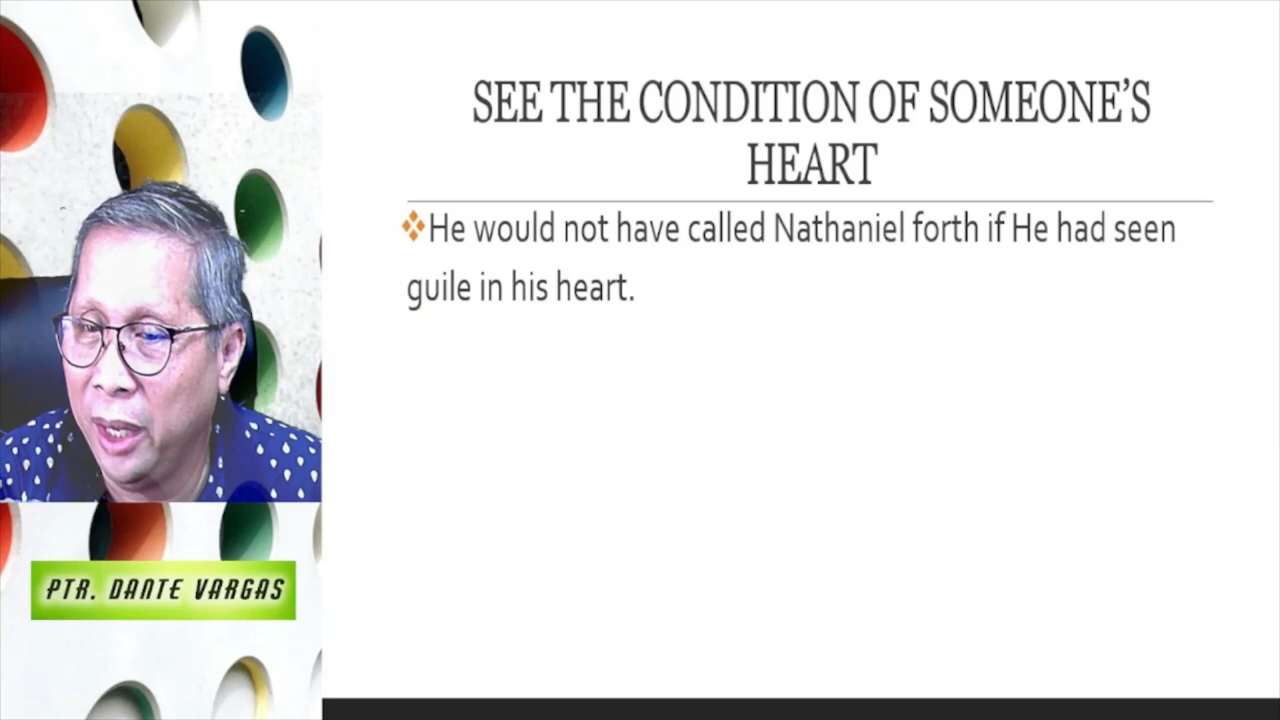 SEE THE CONDITION OF SOMEONE’S
HEART
❖He would not have called Nathaniel forth if He had seen
guile in his heart.
PTR. DANTE VARGAS